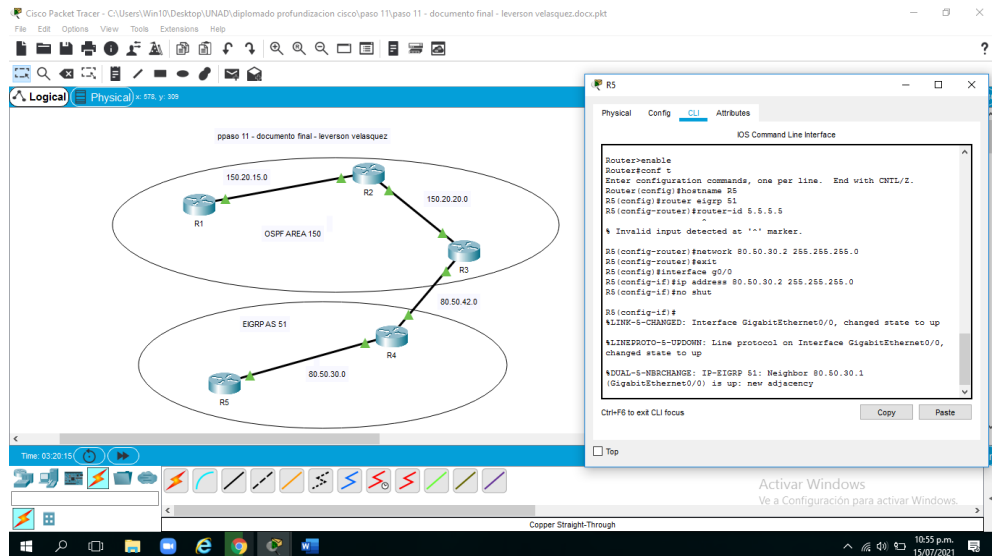 Cisco Packet Tracer - C:\Users\Win10\Desktop\UNAD\diplomado profundizacion cisco\paso 11\paso 11 - documento final - leverson velasquez.docx.pkt
File Edit Options View Tools Extensions Help
?
Logical Physical x: 578, y: 309
ppaso 11 - documento final - leverson velasquez
150.20.15.0
R2
150.20.20.0
R1
OSPF AREA 150
R3
80.50.42.0
EIGRP AS 51
R4
80.50.30.0
R5
R5
Physical Config CLI Attributes
IOS Command Line Interface
Router>enable
Router#conf t
Enter configuration commands, one per line. End with CNTL/Z.
Router(config)#hostname R5
R5(config)#router eigrp 51
R5(config-router)#router-id 5.5.5.5
^
% Invalid input detected at '^' marker.
R5(config-router)#network 80.50.30.2 255.255.255.0
R5(config-router)#exit
R5(config)#interface g0/0
R5(config-if)#ip address 80.50.30.2 255.255.255.0
R5(config-if)#no shut
R5(config-if)#
%LINK-5-CHANGED: Interface GigabitEthernet0/0, changed state to up
%LINEPROTO-5-UPDOWN: Line protocol on Interface GigabitEthernet0/0,
changed state to up
%DUAL-5-NBRCHANGE: IP-EIGRP 51: Neighbor 80.50.30.1
(GigabitEthernet0/0) is up: new adjacency
Ctrl+F6 to exit CLI focus Copy Paste
Top
Time: 03:20:15
Activar Windows
Ve a Configuración para activar Windows.
Copper Straight-Through
10:55 p.m.
15/07/2021